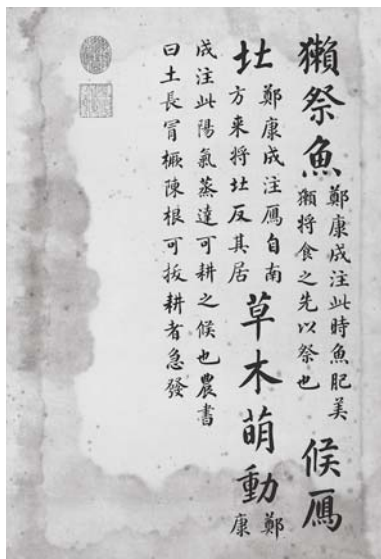 獺祭魚
鄭康成注此時魚肥美
獺將食之先以祭也
候鴈
北
鄭康成注鴈自南
方来将北反其居
草木萌動
鄭
康
成注此陽氣蒸達可耕之候也農書
曰土長冐橛陳根可拔耕者急發